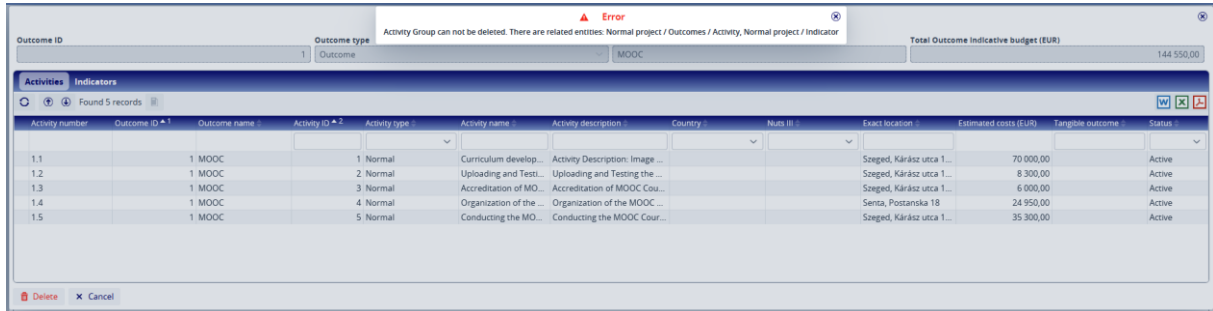 Error
Activity Group can not be deleted. There are related entities: Normal project / Outcomes / Activity, Normal project / Indicator
Outcome ID Outcome type Total Outcome Indicative budget (EUR)
1 Outcome MOOC 144 550,00
Activities Indicators
Found 5 records
Activity number Outcome ID 1 Outcome name Activity ID 2 Activity type Activity name Activity description Country Nuts III Exact location Estimated costs (EUR) Tangible outcome Status
1.1 1 MOOC 1 Normal Curriculum develop... Activity Description: Image ... Szeged, Kárász utca 1... 70 000,00 Active
1.2 1 MOOC 2 Normal Uploading and Testi... Uploading and Testing the ... Szeged, Kárász utca 1... 8 300,00 Active
1.3 1 MOOC 3 Normal Accreditation of MO... Accreditation of MOOC Cou... Szeged, Kárász utca 1... 6 000,00 Active
1.4 1 MOOC 4 Normal Organization of the ... Organization of the MOOC ... Senta, Postanska 18 24 950,00 Active
1.5 1 MOOC 5 Normal Conducting the MO... Conducting the MOOC Cour... Szeged, Kárász utca 1... 35 300,00 Active
Delete Cancel